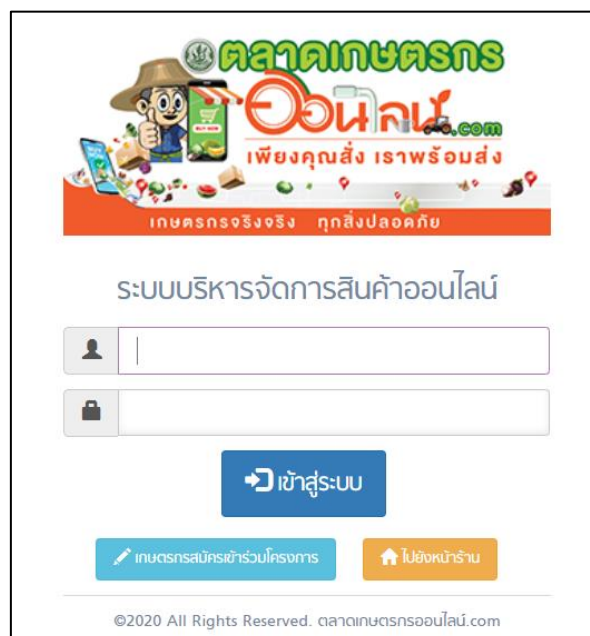 ตลาดเกษตรกร
ออนไลน์.com
BUY NOW
เพียงคุณสั่ง เราพร้อมส่ง
เกษตรกรจริงจริง ทุกสิ่งปลอดภัย
ระบบบริหารจัดการสินค้าออนไลน์
เข้าสู่ระบบ
เกษตรกรสมัครเข้าร่วมโครงการ
ไปยังหน้าร้าน
©2020 All Rights Reserved. ตลาดเกษตรกรออนไลน์.com